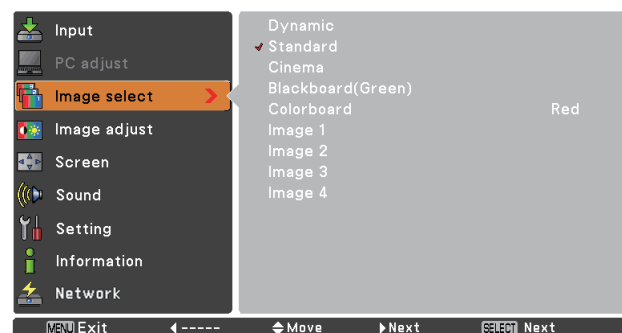 Input
PC adjust
Image select
Image adjust
Screen
Sound
Setting
Information
Network
Dynamic
Standard
Cinema
Blackboard(Green)
Colorboard Red
Image 1
Image 2
Image 3
Image 4
MENU Exit ----- Move Next SELECT Next